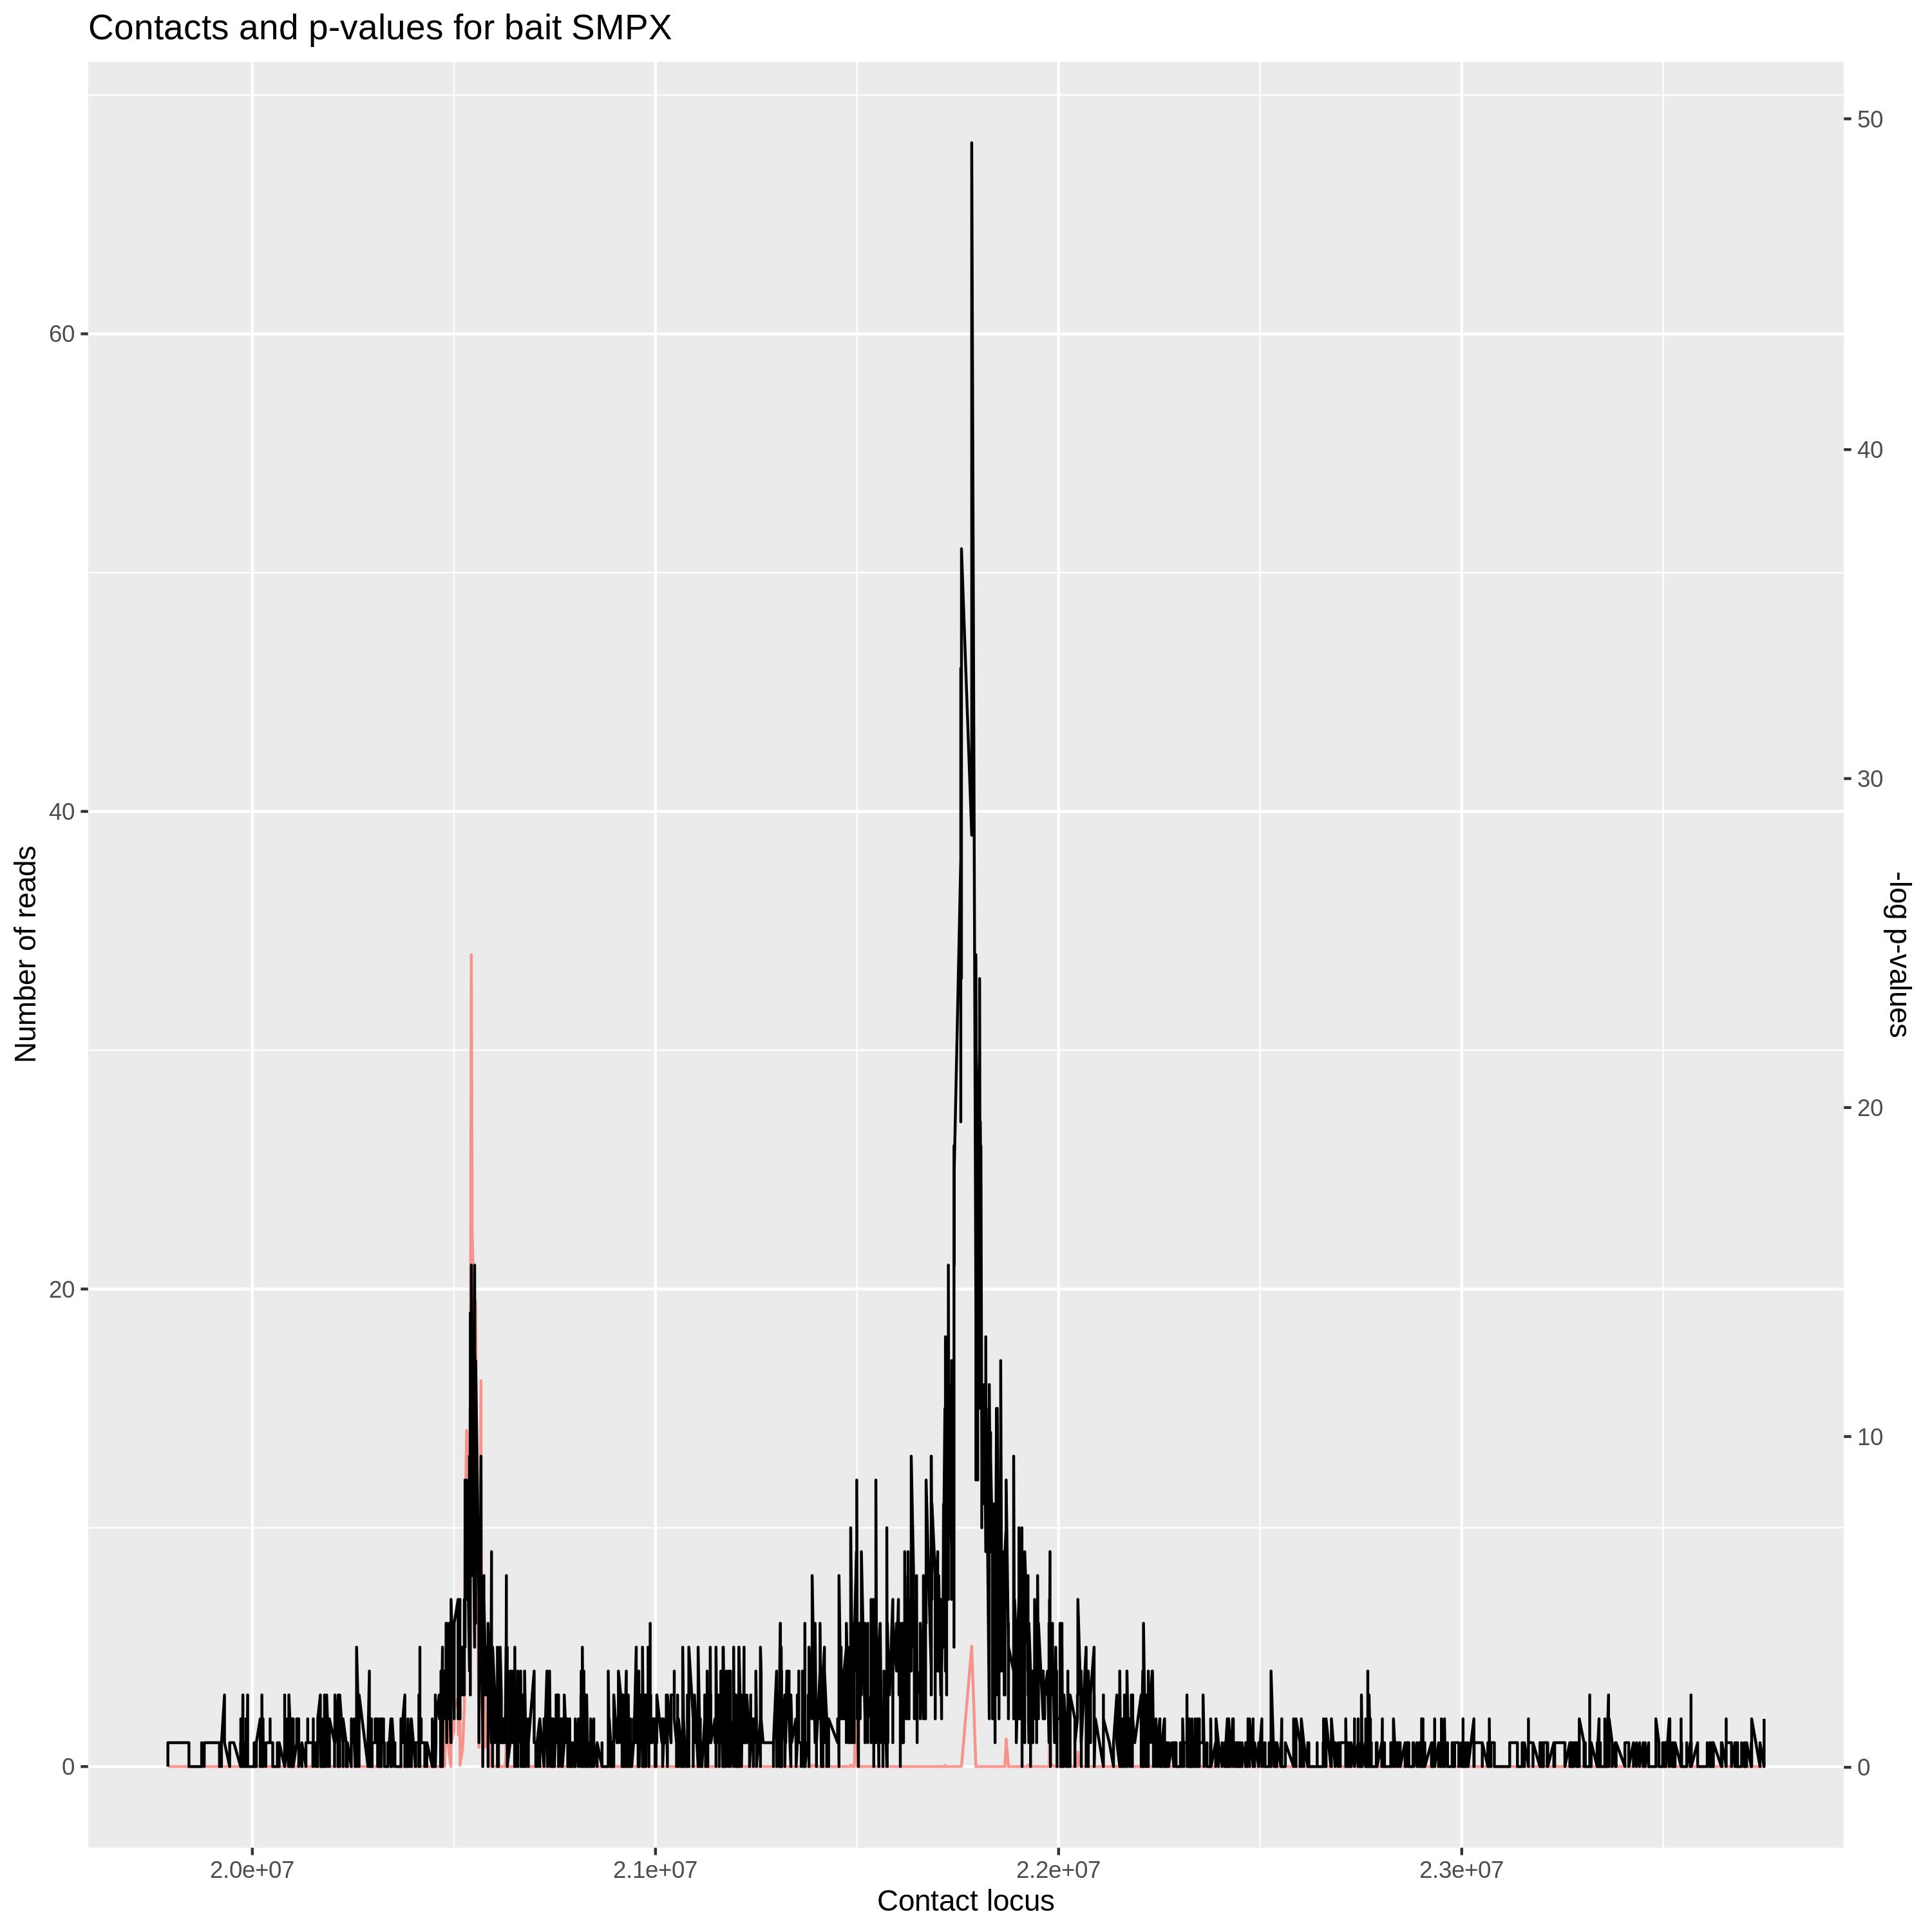 Contacts and p-values for bait SMPX
50
60
40
40
30
Number of reads
-log p-values
20
20
10
0
0
2.0e+07 2.1e+07 2.2e+07 2.3e+07
Contact locus